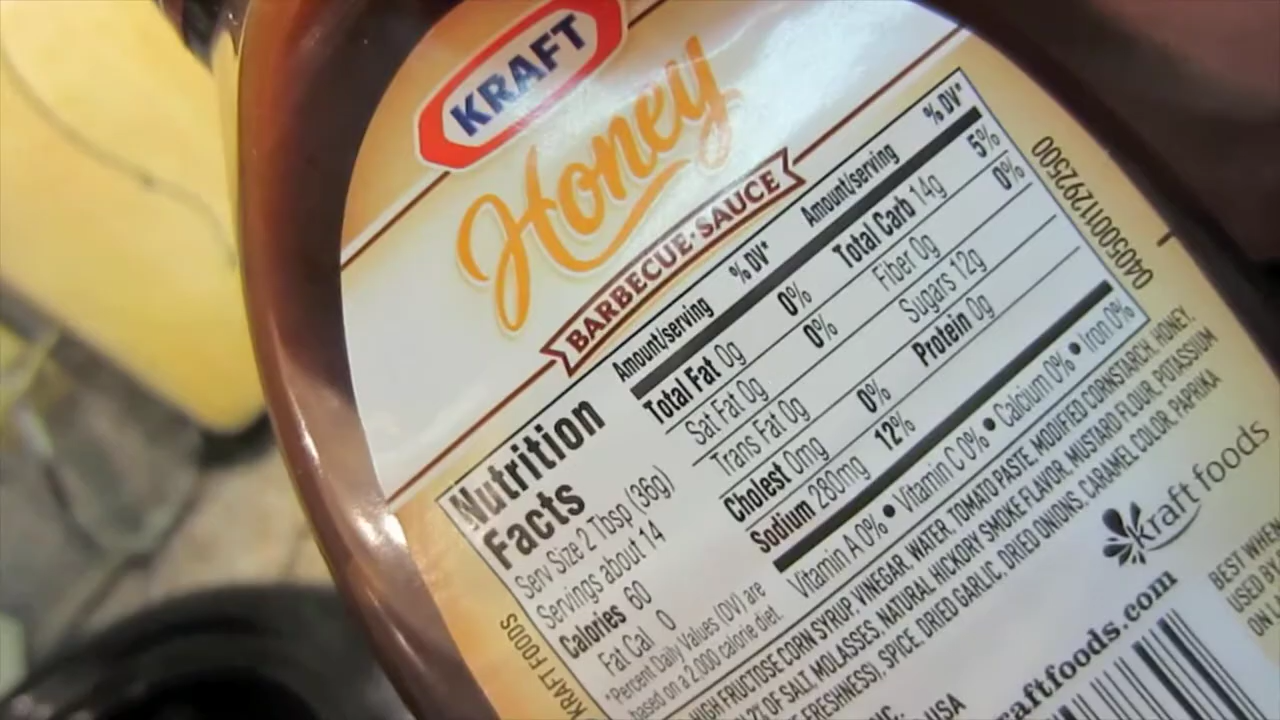 KRAFT
Honey
BARBECUE·SAUCE
Nutrition
Facts
Serv Size 2 Tbsp (36g)
Servings about 14
Calories 60
Fat Cal 0
*Percent Daily Values (DV) are
based on a 2,000 calorie diet.
Amount/serving %DV*
Total Fat 0g 0%
Sat Fat 0g 0%
Trans Fat 0g
Cholest 0mg 0%
Sodium 280mg 12%
Amount/serving %DV*
Total Carb 14g 5%
Fiber 0g 0%
Sugars 12g
Protein 0g
Vitamin A 0% • Vitamin C 0% • Calcium 0% • Iron 0%
HIGH FRUCTOSE CORN SYRUP, VINEGAR, WATER, TOMATO PASTE, MODIFIED CORNSTARCH, HONEY,
2% OF SALT, MOLASSES, NATURAL HICKORY SMOKE FLAVOR, MUSTARD FLOUR, POTASSIUM
FRESHNESS), SPICE, DRIED GARLIC, DRIED ONIONS, CARAMEL COLOR, PAPRIKA
KRAFT FOODS
04050011292500
kraft foods
aftfoods.com
USA
BEST WHEN
USED BY
ON